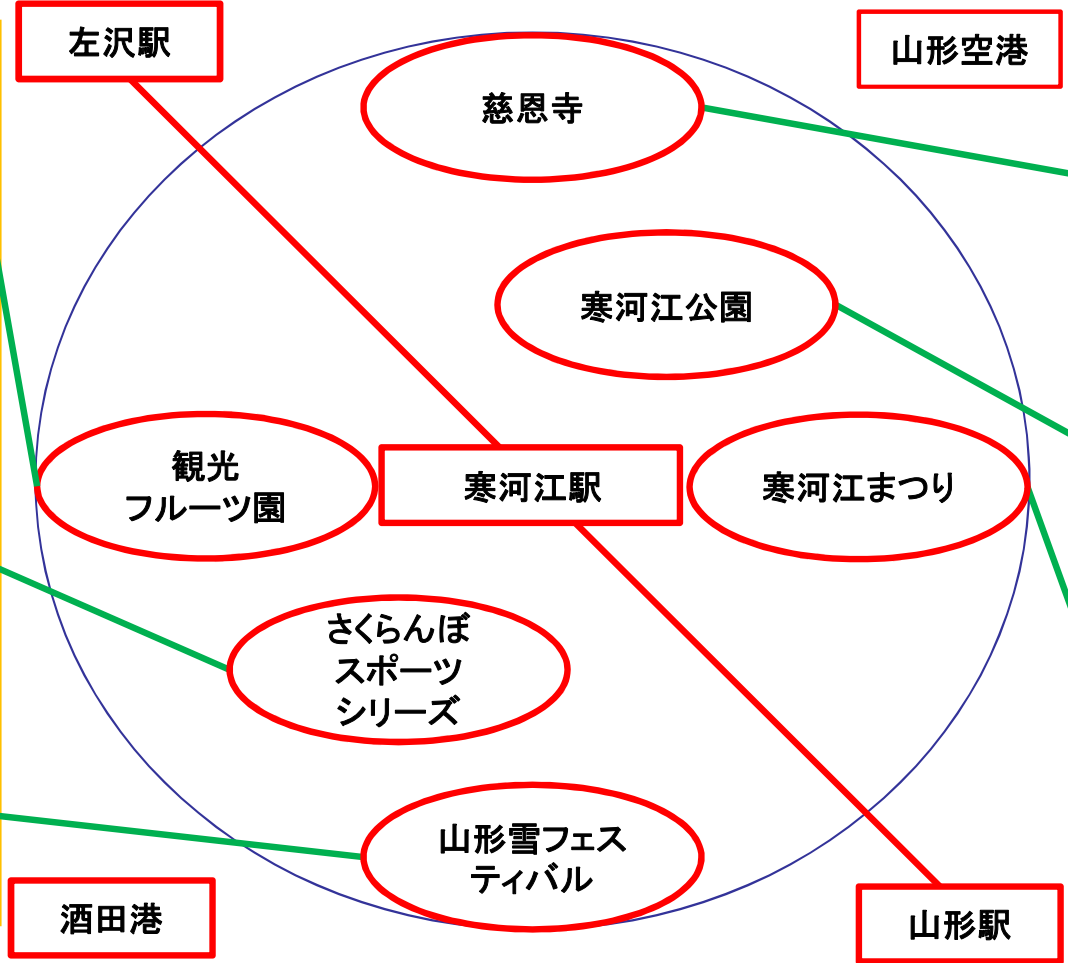 左沢駅
山形空港
慈恩寺
寒河江公園
観光
フルーツ園
寒河江駅
寒河江まつり
さくらんぼ
スポーツ
シリーズ
山形雪フェス
ティバル
酒田港
山形駅